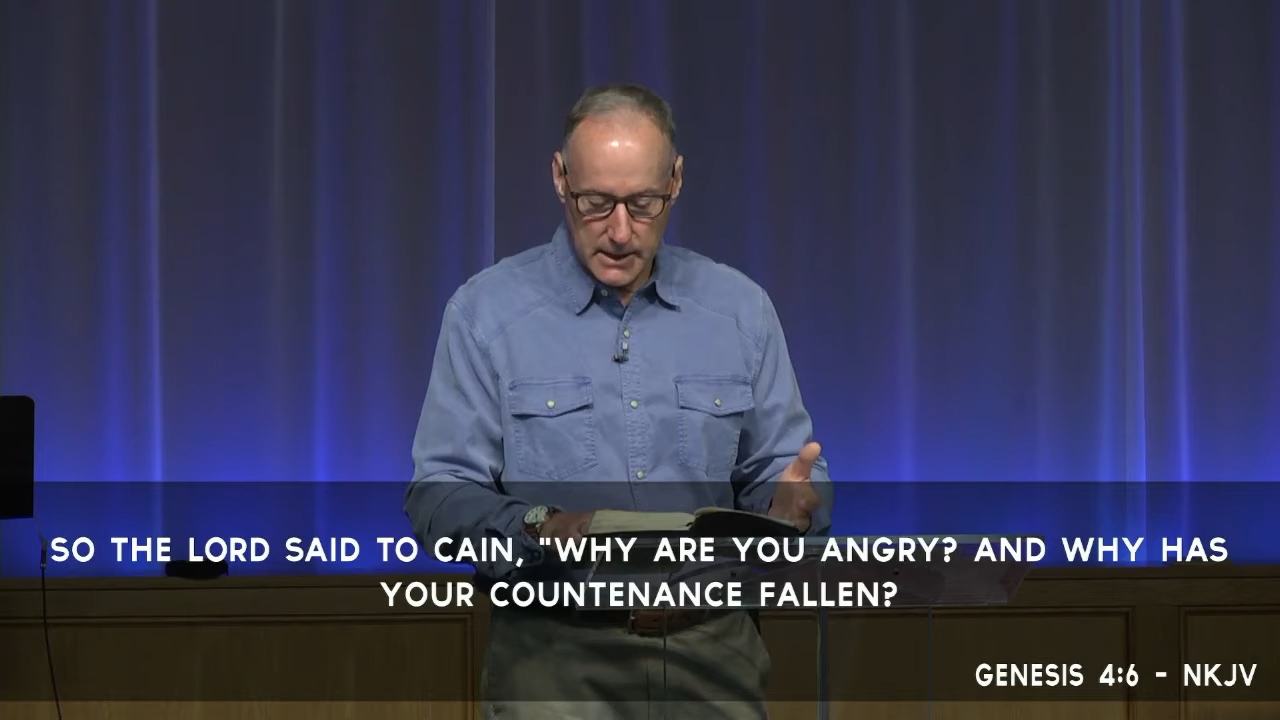 SO THE LORD SAID TO CAIN, "WHY ARE YOU ANGRY? AND WHY HAS
YOUR COUNTENANCE FALLEN?
GENESIS 4:6 - NKJV